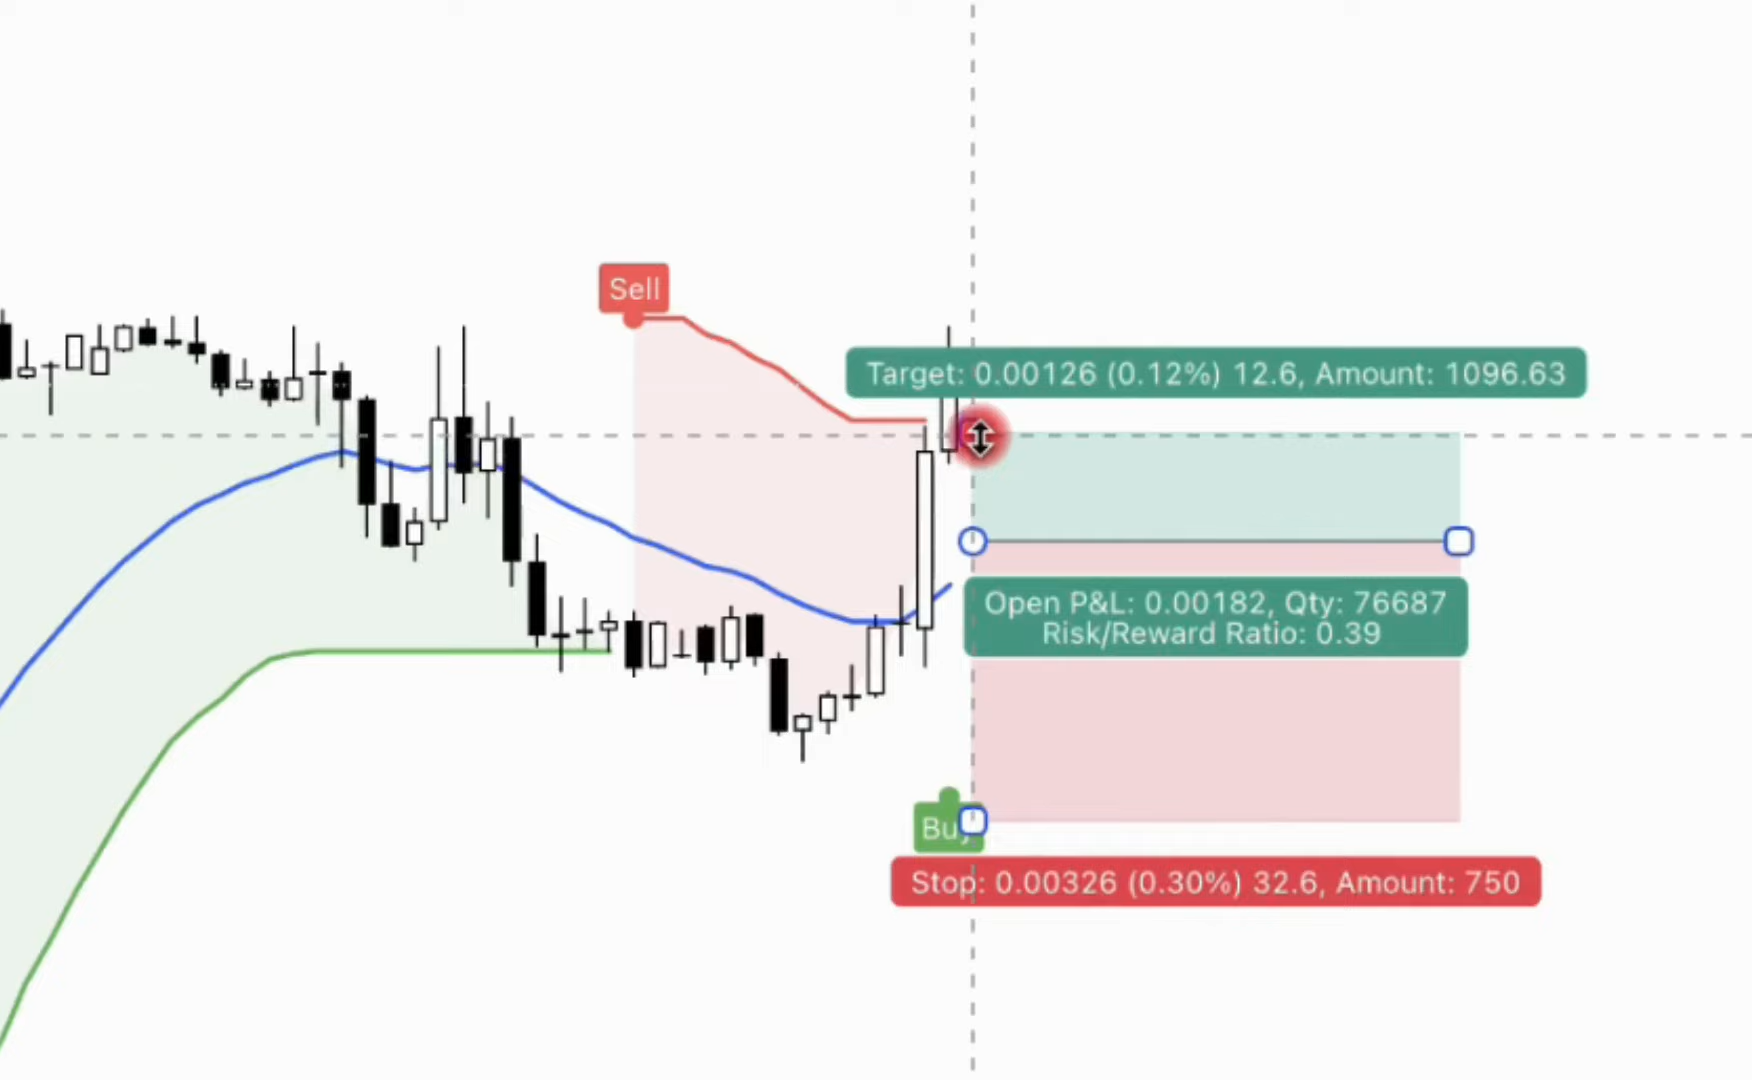 Sell
Target: 0.00126 (0.12%) 12.6, Amount: 1096.63
Open P&L: 0.00182, Qty: 76687
Risk/Reward Ratio: 0.39
Buy
Stop: 0.00326 (0.30%) 32.6, Amount: 750